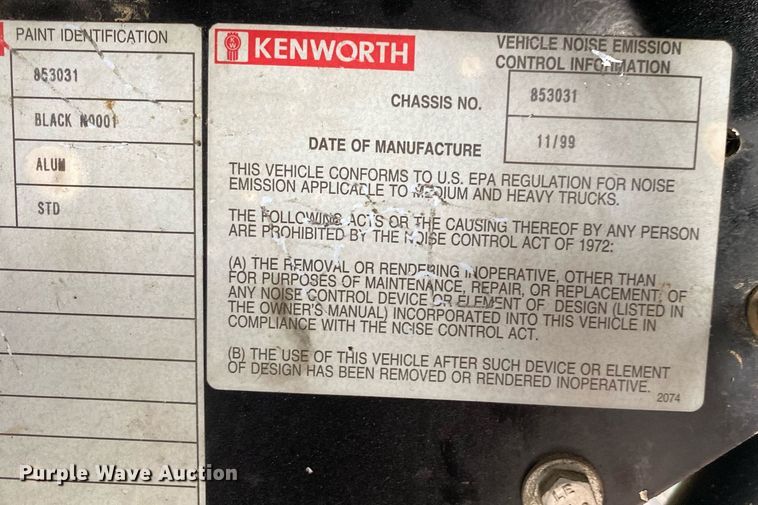 PAINT IDENTIFICATION
853031
BLACK N0001
ALUM
STD
KENWORTH
VEHICLE NOISE EMISSION
CONTROL INFORMATION
CHASSIS NO.
853031
DATE OF MANUFACTURE
11/99
THIS VEHICLE CONFORMS TO U.S. EPA REGULATION FOR NOISE
EMISSION APPLICABLE TO MEDIUM AND HEAVY TRUCKS.
THE FOLLOWING ACTS OR THE CAUSING THEREOF BY ANY PERSON
ARE PROHIBITED BY THE NOISE CONTROL ACT OF 1972:
(A) THE REMOVAL OR RENDERING INOPERATIVE, OTHER THAN
FOR PURPOSES OF MAINTENANCE, REPAIR, OR REPLACEMENT, OF
ANY NOISE CONTROL DEVICE OR ELEMENT OF DESIGN (LISTED IN
THE OWNER'S MANUAL) INCORPORATED INTO THIS VEHICLE IN
COMPLIANCE WITH THE NOISE CONTROL ACT.
(B) THE USE OF THIS VEHICLE AFTER SUCH DEVICE OR ELEMENT
OF DESIGN HAS BEEN REMOVED OR RENDERED INOPERATIVE.
2074
Purple Wave Auction